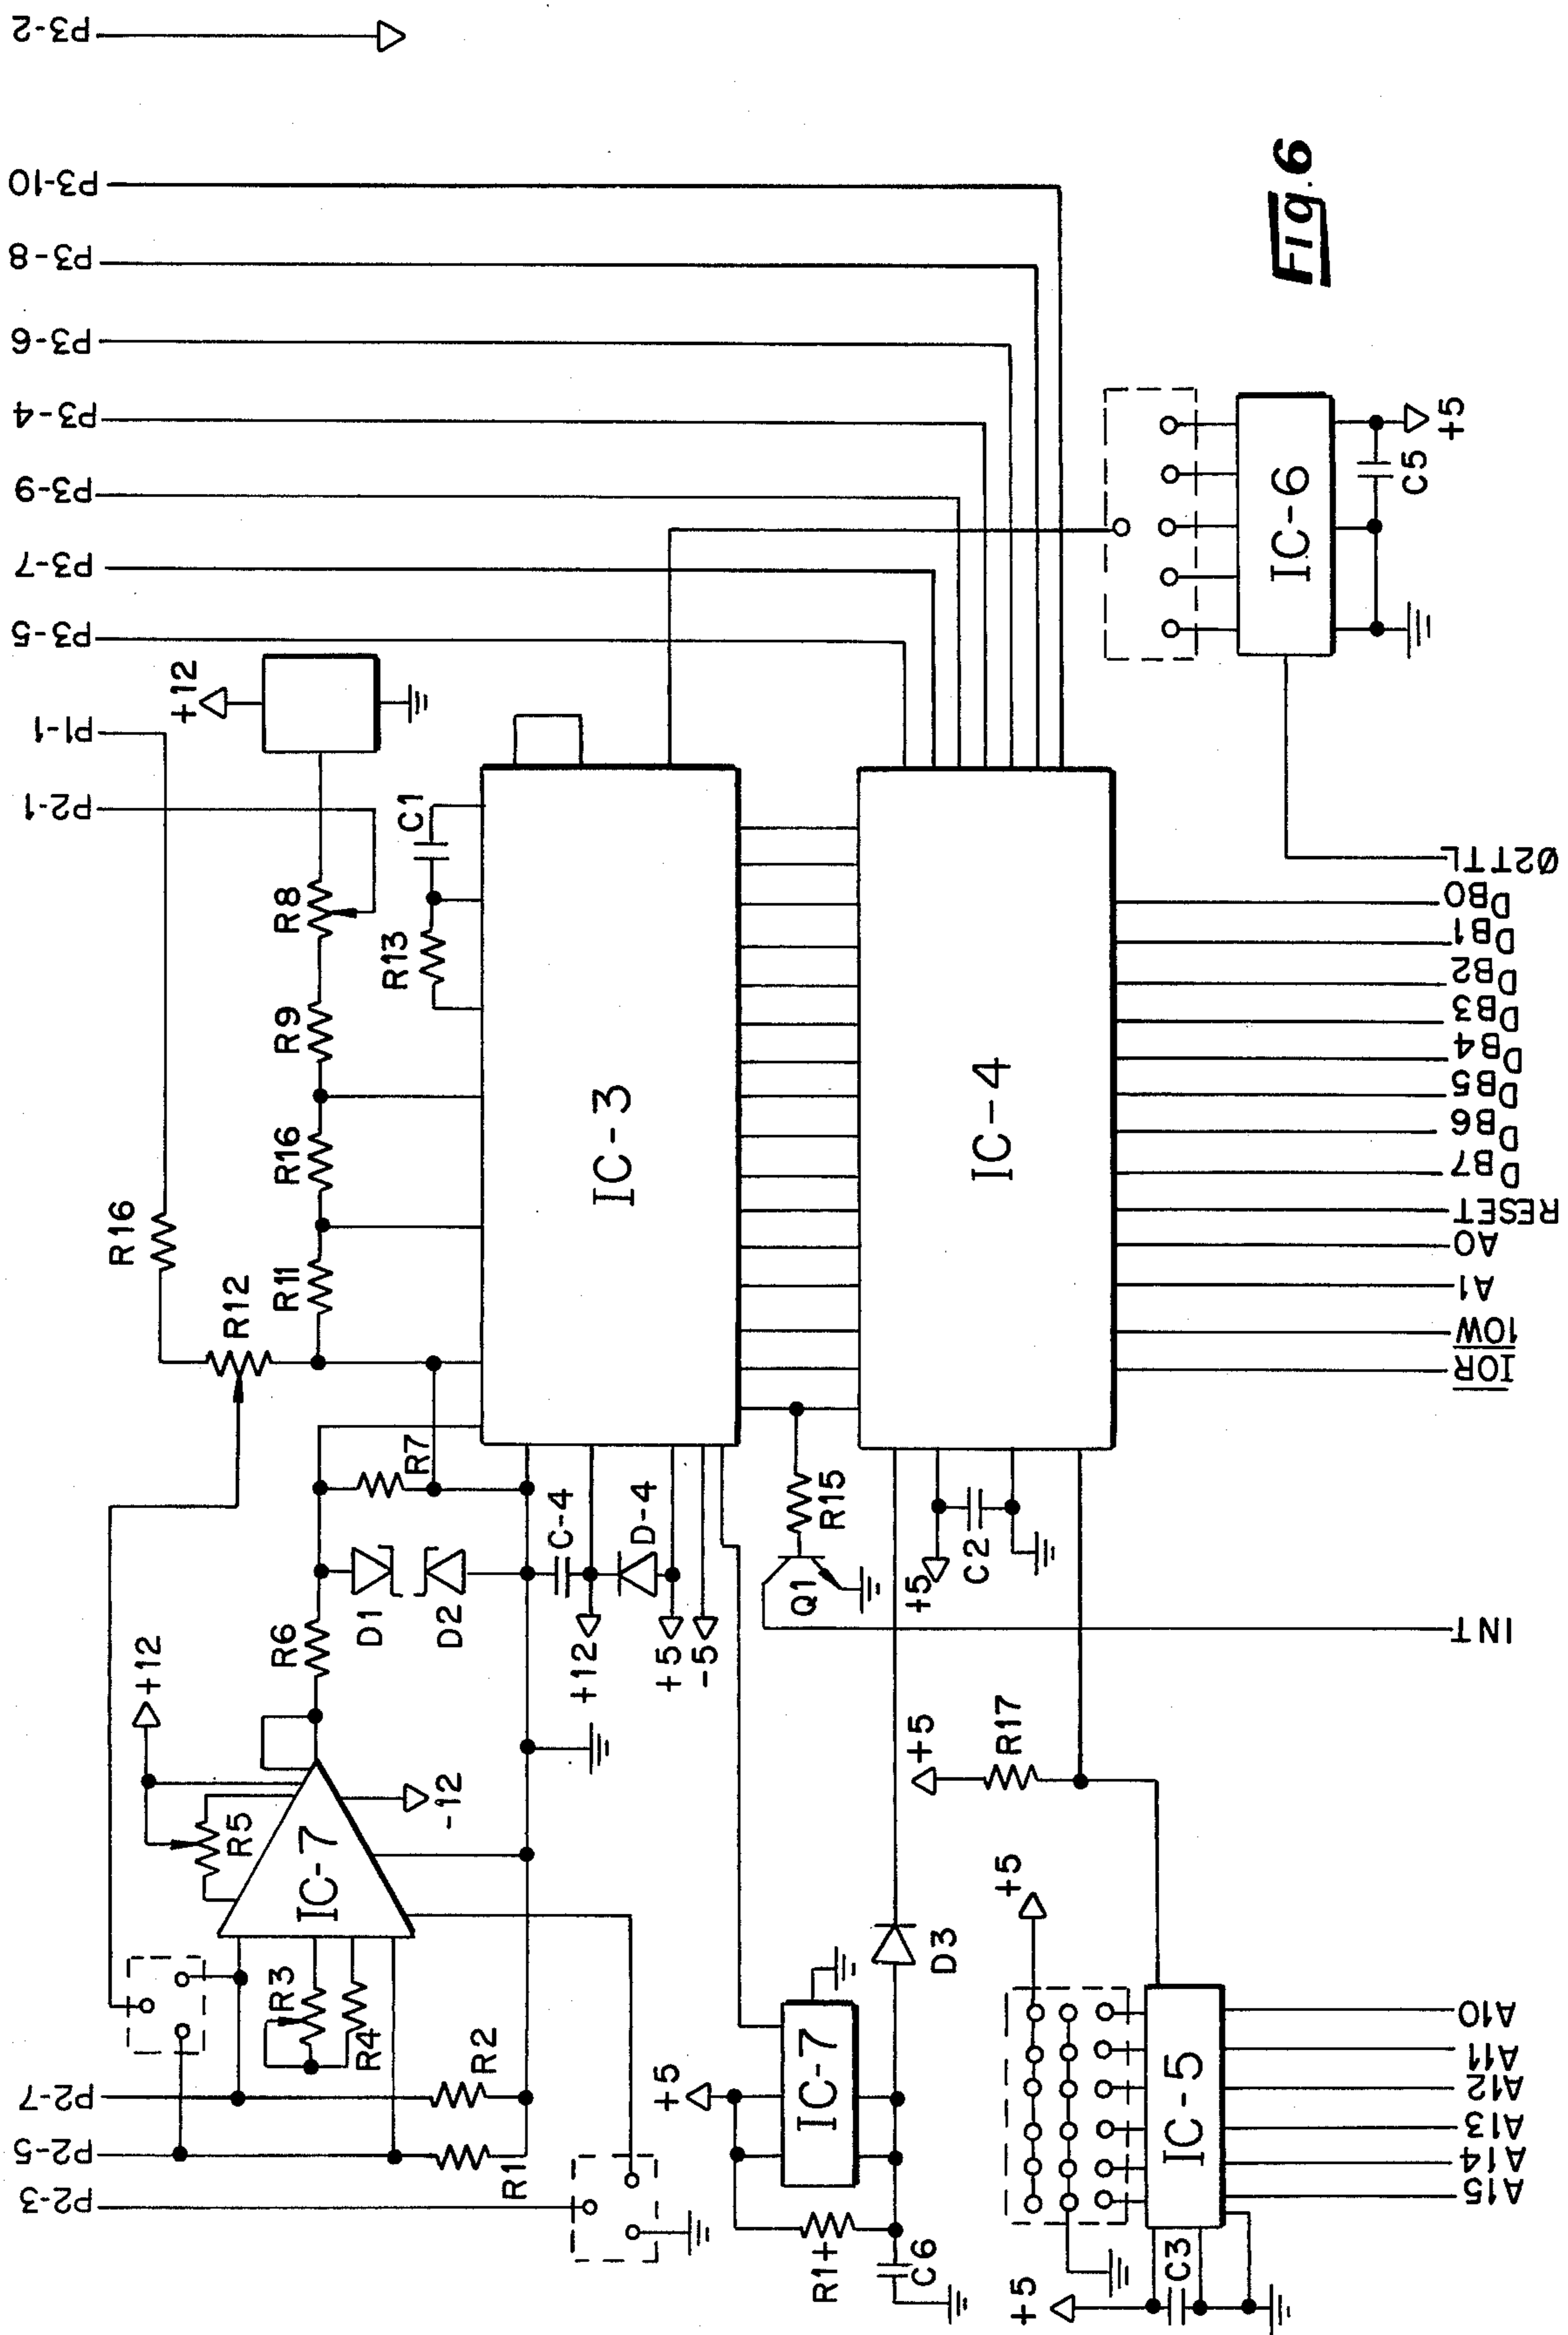 P3-2
P3-10
P3-8
P3-6
P3-4
P3-9
P3-7
P3-5
P1-1
P2-1
P2-7
P2-5
P2-3
Fig. 6
+12
R8
R9
R16
R11
R16
R12
C1
R13
IC-3
IC-4
IC-6
C5
+5
Ø2TTL
DB0
DB1
DB2
DB3
DB4
DB5
DB6
DB7
RESET
A0
A1
IOW
IOR
INT
R7
R6
D1
D2
C-4
D-4
+12
+5
-5
R15
Q1
+5
C2
+12
R5
IC-7
-12
R3
R4
R2
R1
+5
R17
+5
IC-7
D3
R1+
C6
+5
IC-5
C3
+5
A10
A11
A12
A13
A14
A15